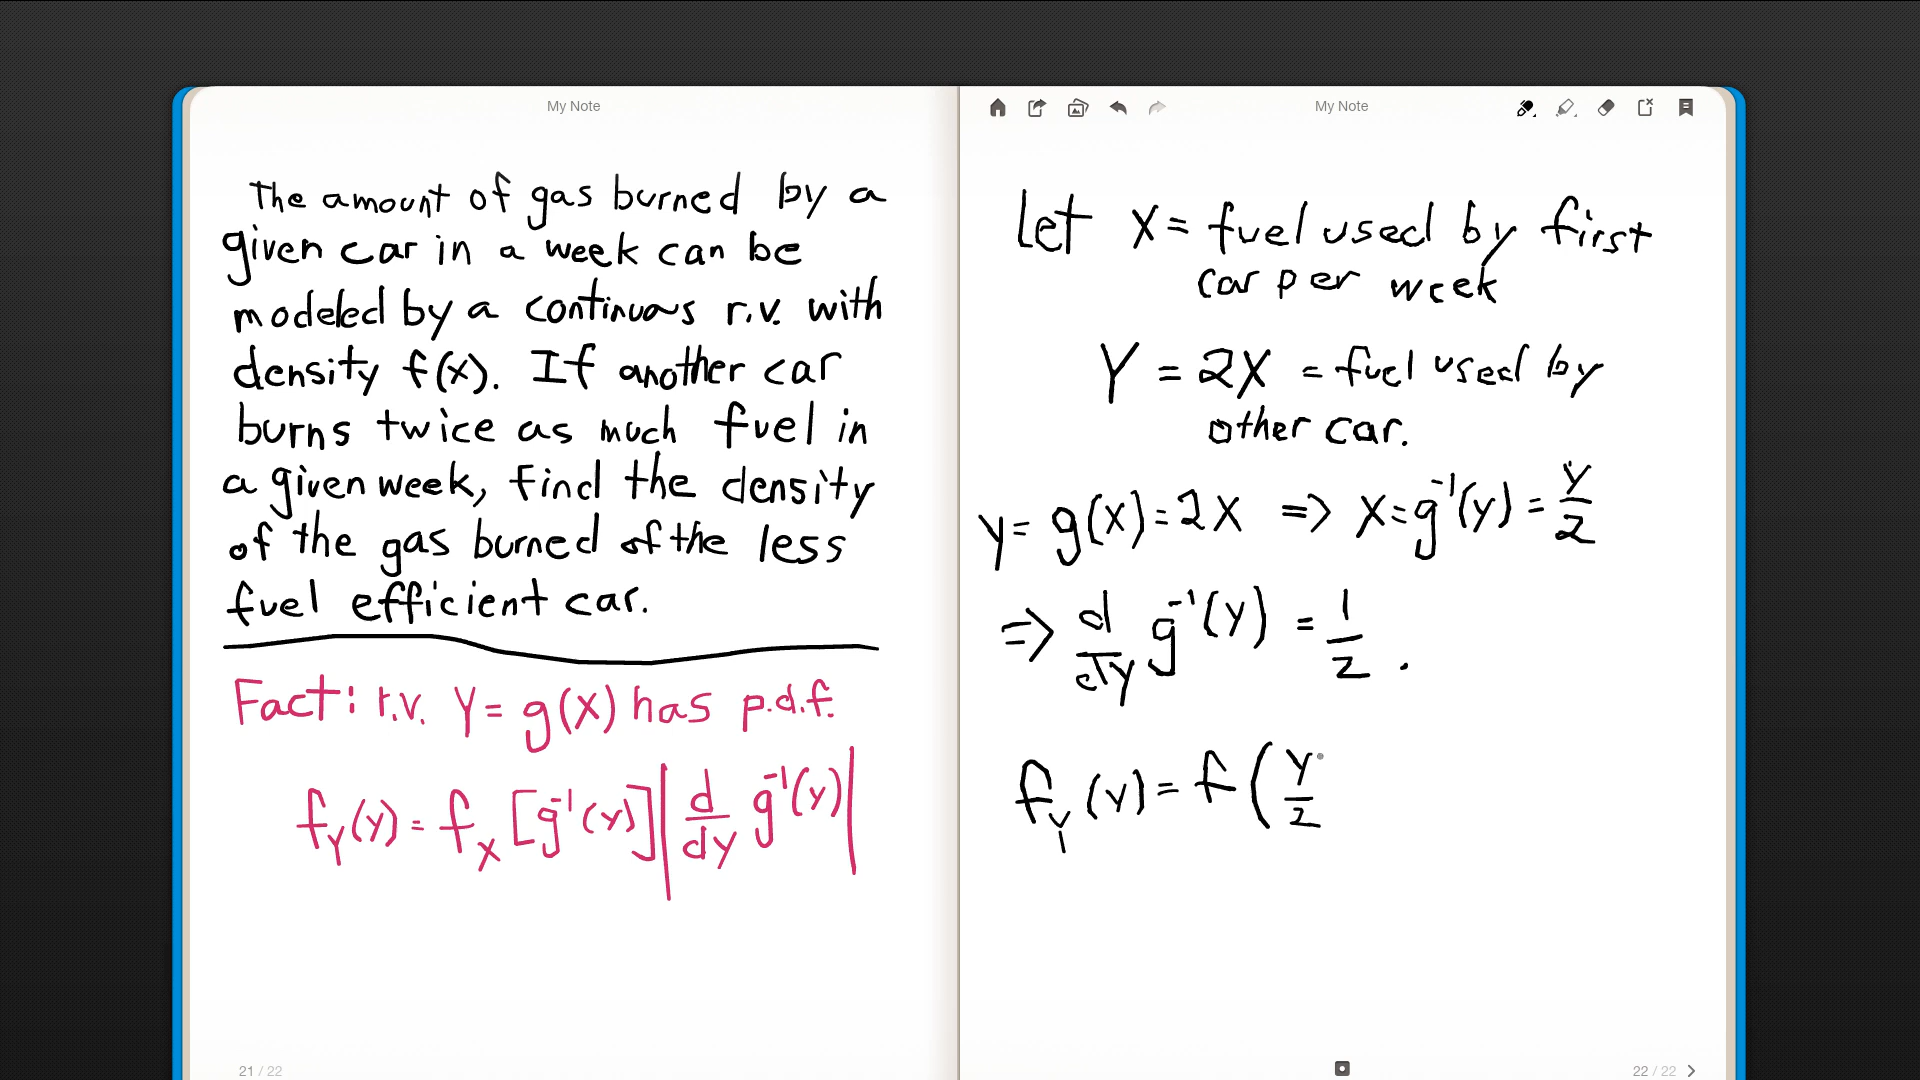 My Note
The amount of gas burned by a
given car in a week can be
modeled by a continuous r.v. with
density f(x). If another car
burns twice as much fuel in
a given week, find the density
of the gas burned of the less
fuel efficient car.
Fact: r.v. Y = g(X) has p.d.f.
f_Y(y) = f_X [g⁻¹(y)] | d/dy g⁻¹(y) |
21 / 22
My Note
Let X = fuel used by first
car per week
Y = 2X = fuel used by
other car.
y = g(x) = 2x => x = g⁻¹(y) = y/2
=> d/dy g⁻¹(y) = 1/2 .
f_Y (y) = f ( y/2
22 / 22